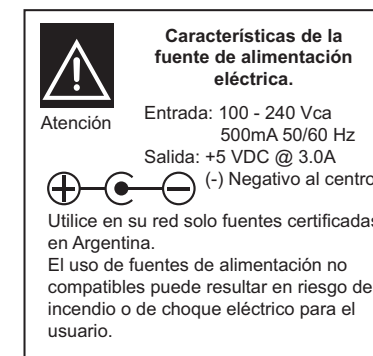 Características de la
fuente de alimentación
eléctrica.
Atención
Entrada: 100 - 240 Vca
500mA 50/60 Hz
Salida: +5 VDC @ 3.0A
(-) Negativo al centro
Utilice en su red solo fuentes certificadas
en Argentina.
El uso de fuentes de alimentación no
compatibles puede resultar en riesgo de
incendio o de choque eléctrico para el
usuario.